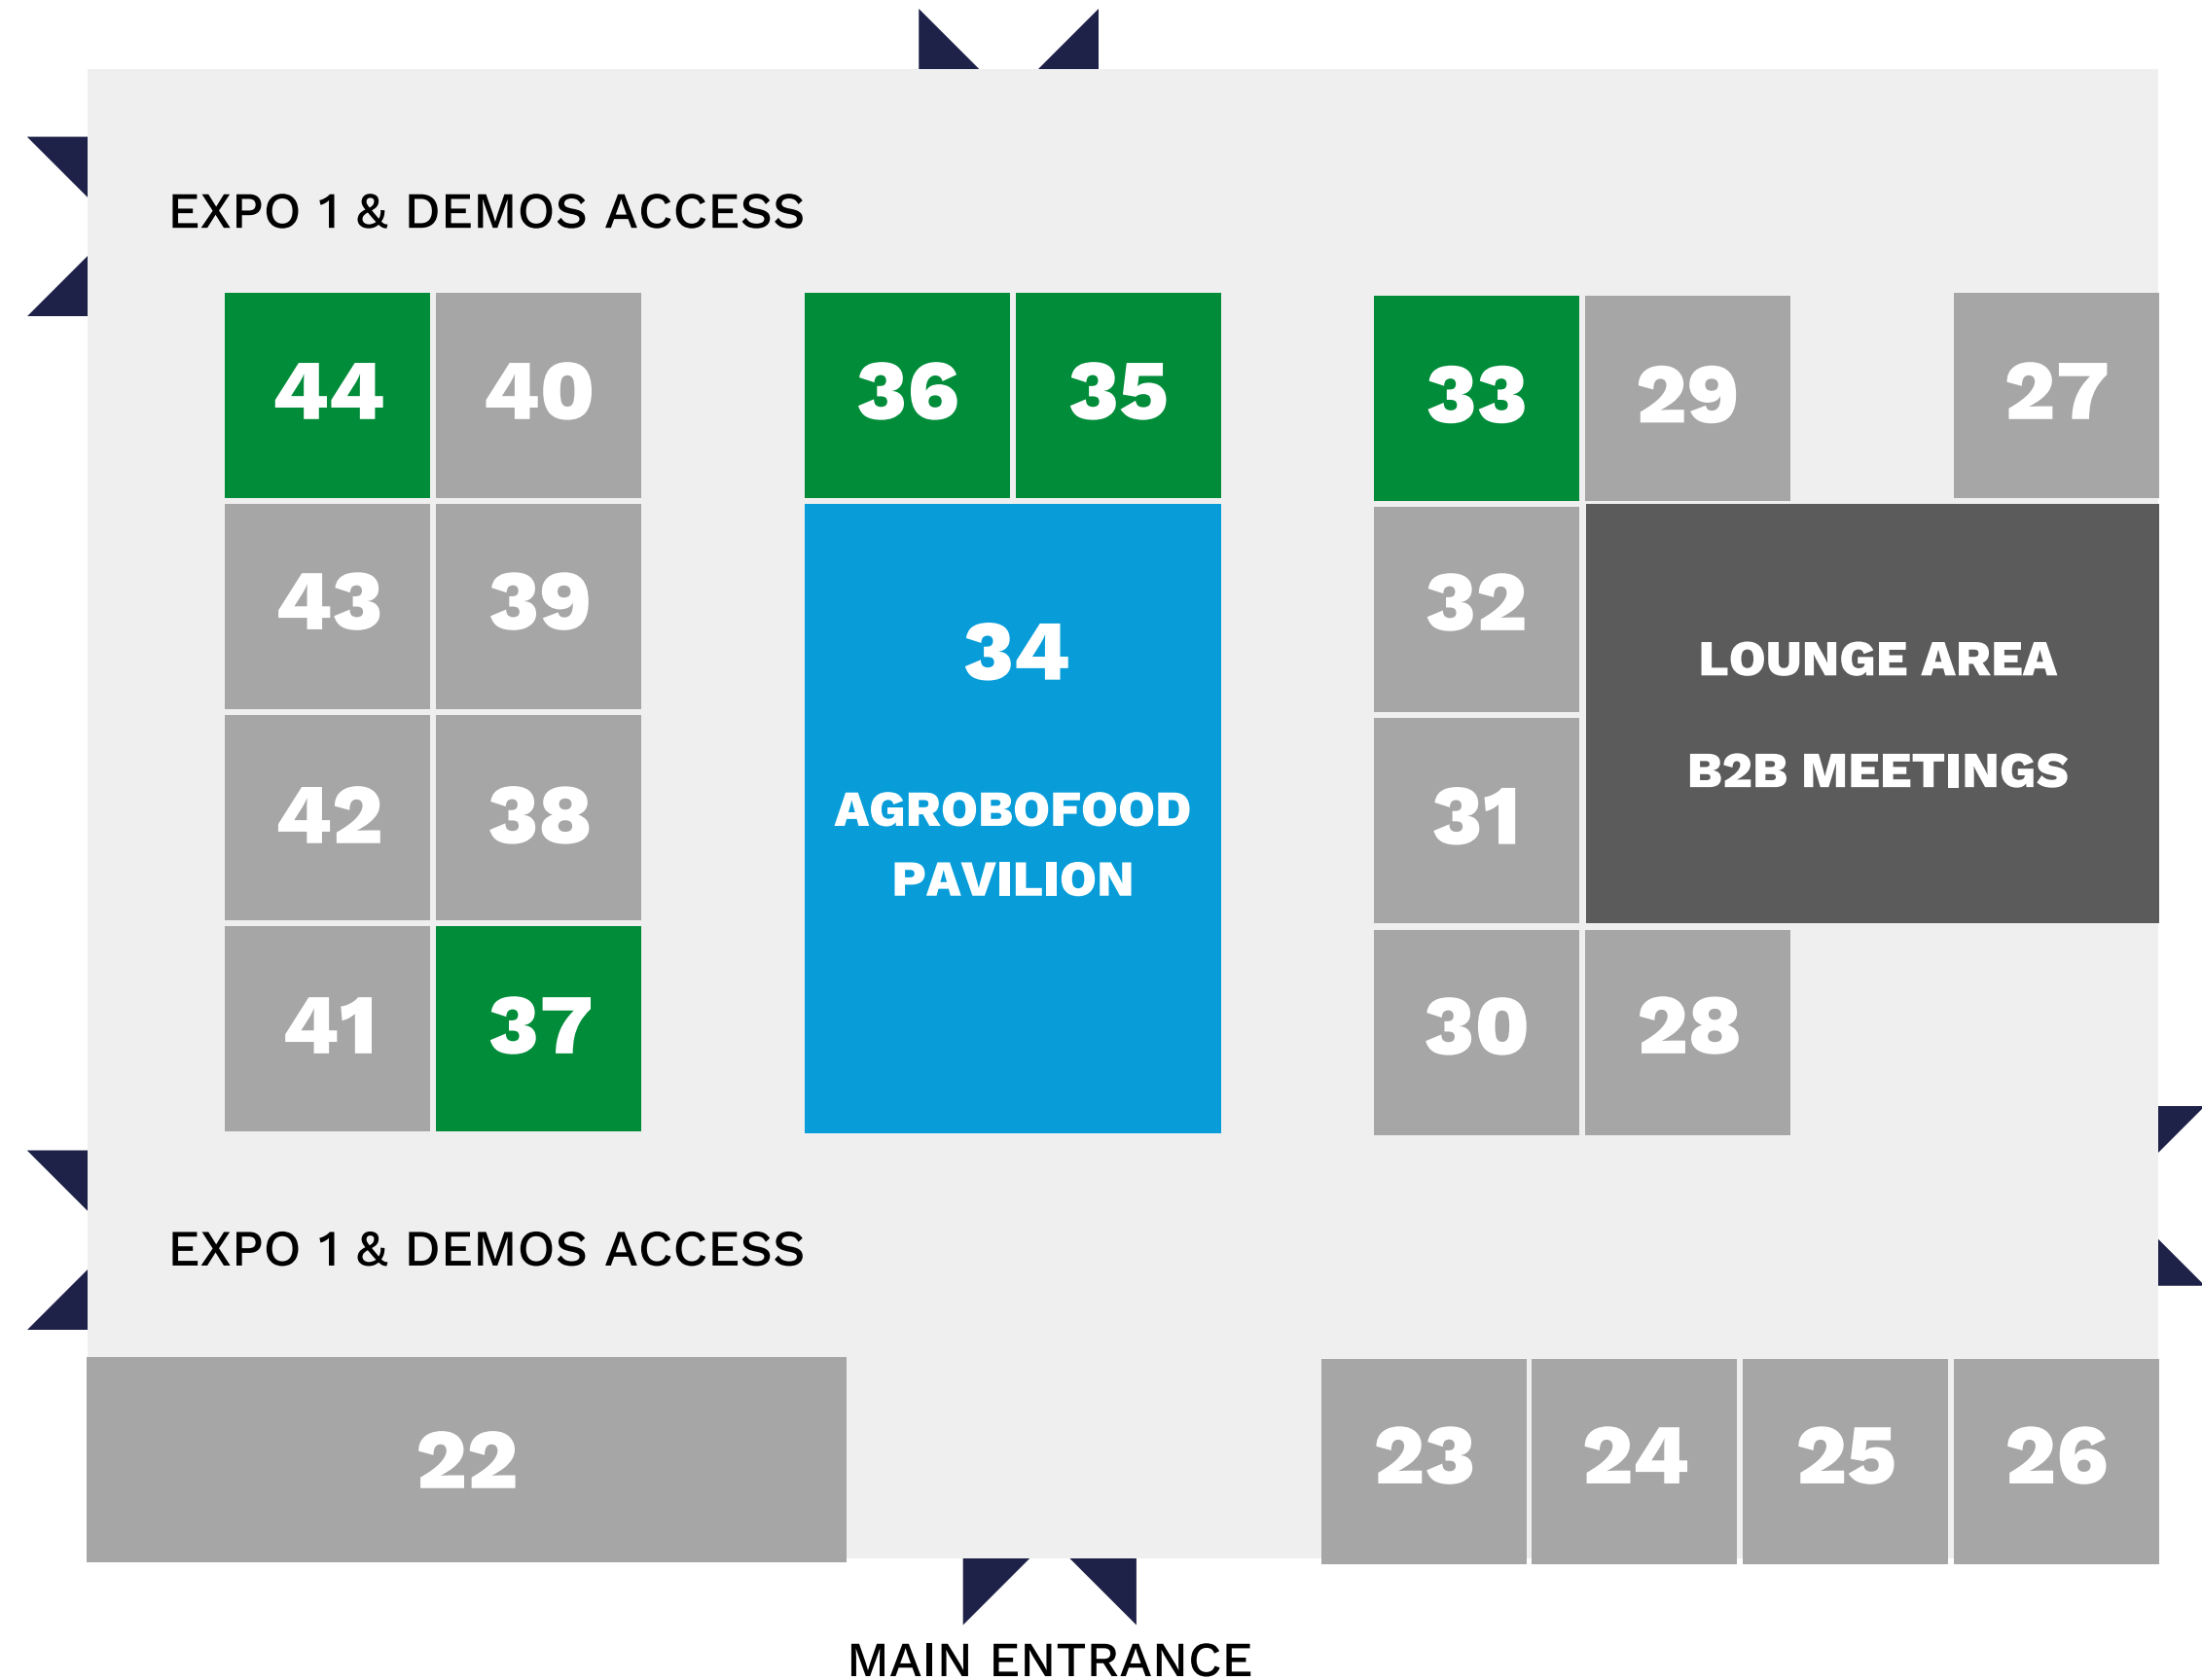 EXPO 1 & DEMOS ACCESS
44 40 36 35 33 29 27
43 39 32
34
LOUNGE AREA
B2B MEETINGS
42 38 31
AGROBOFOOD
PAVILION
41 37 30 28
EXPO 1 & DEMOS ACCESS
22 23 24 25 26
MAIN ENTRANCE